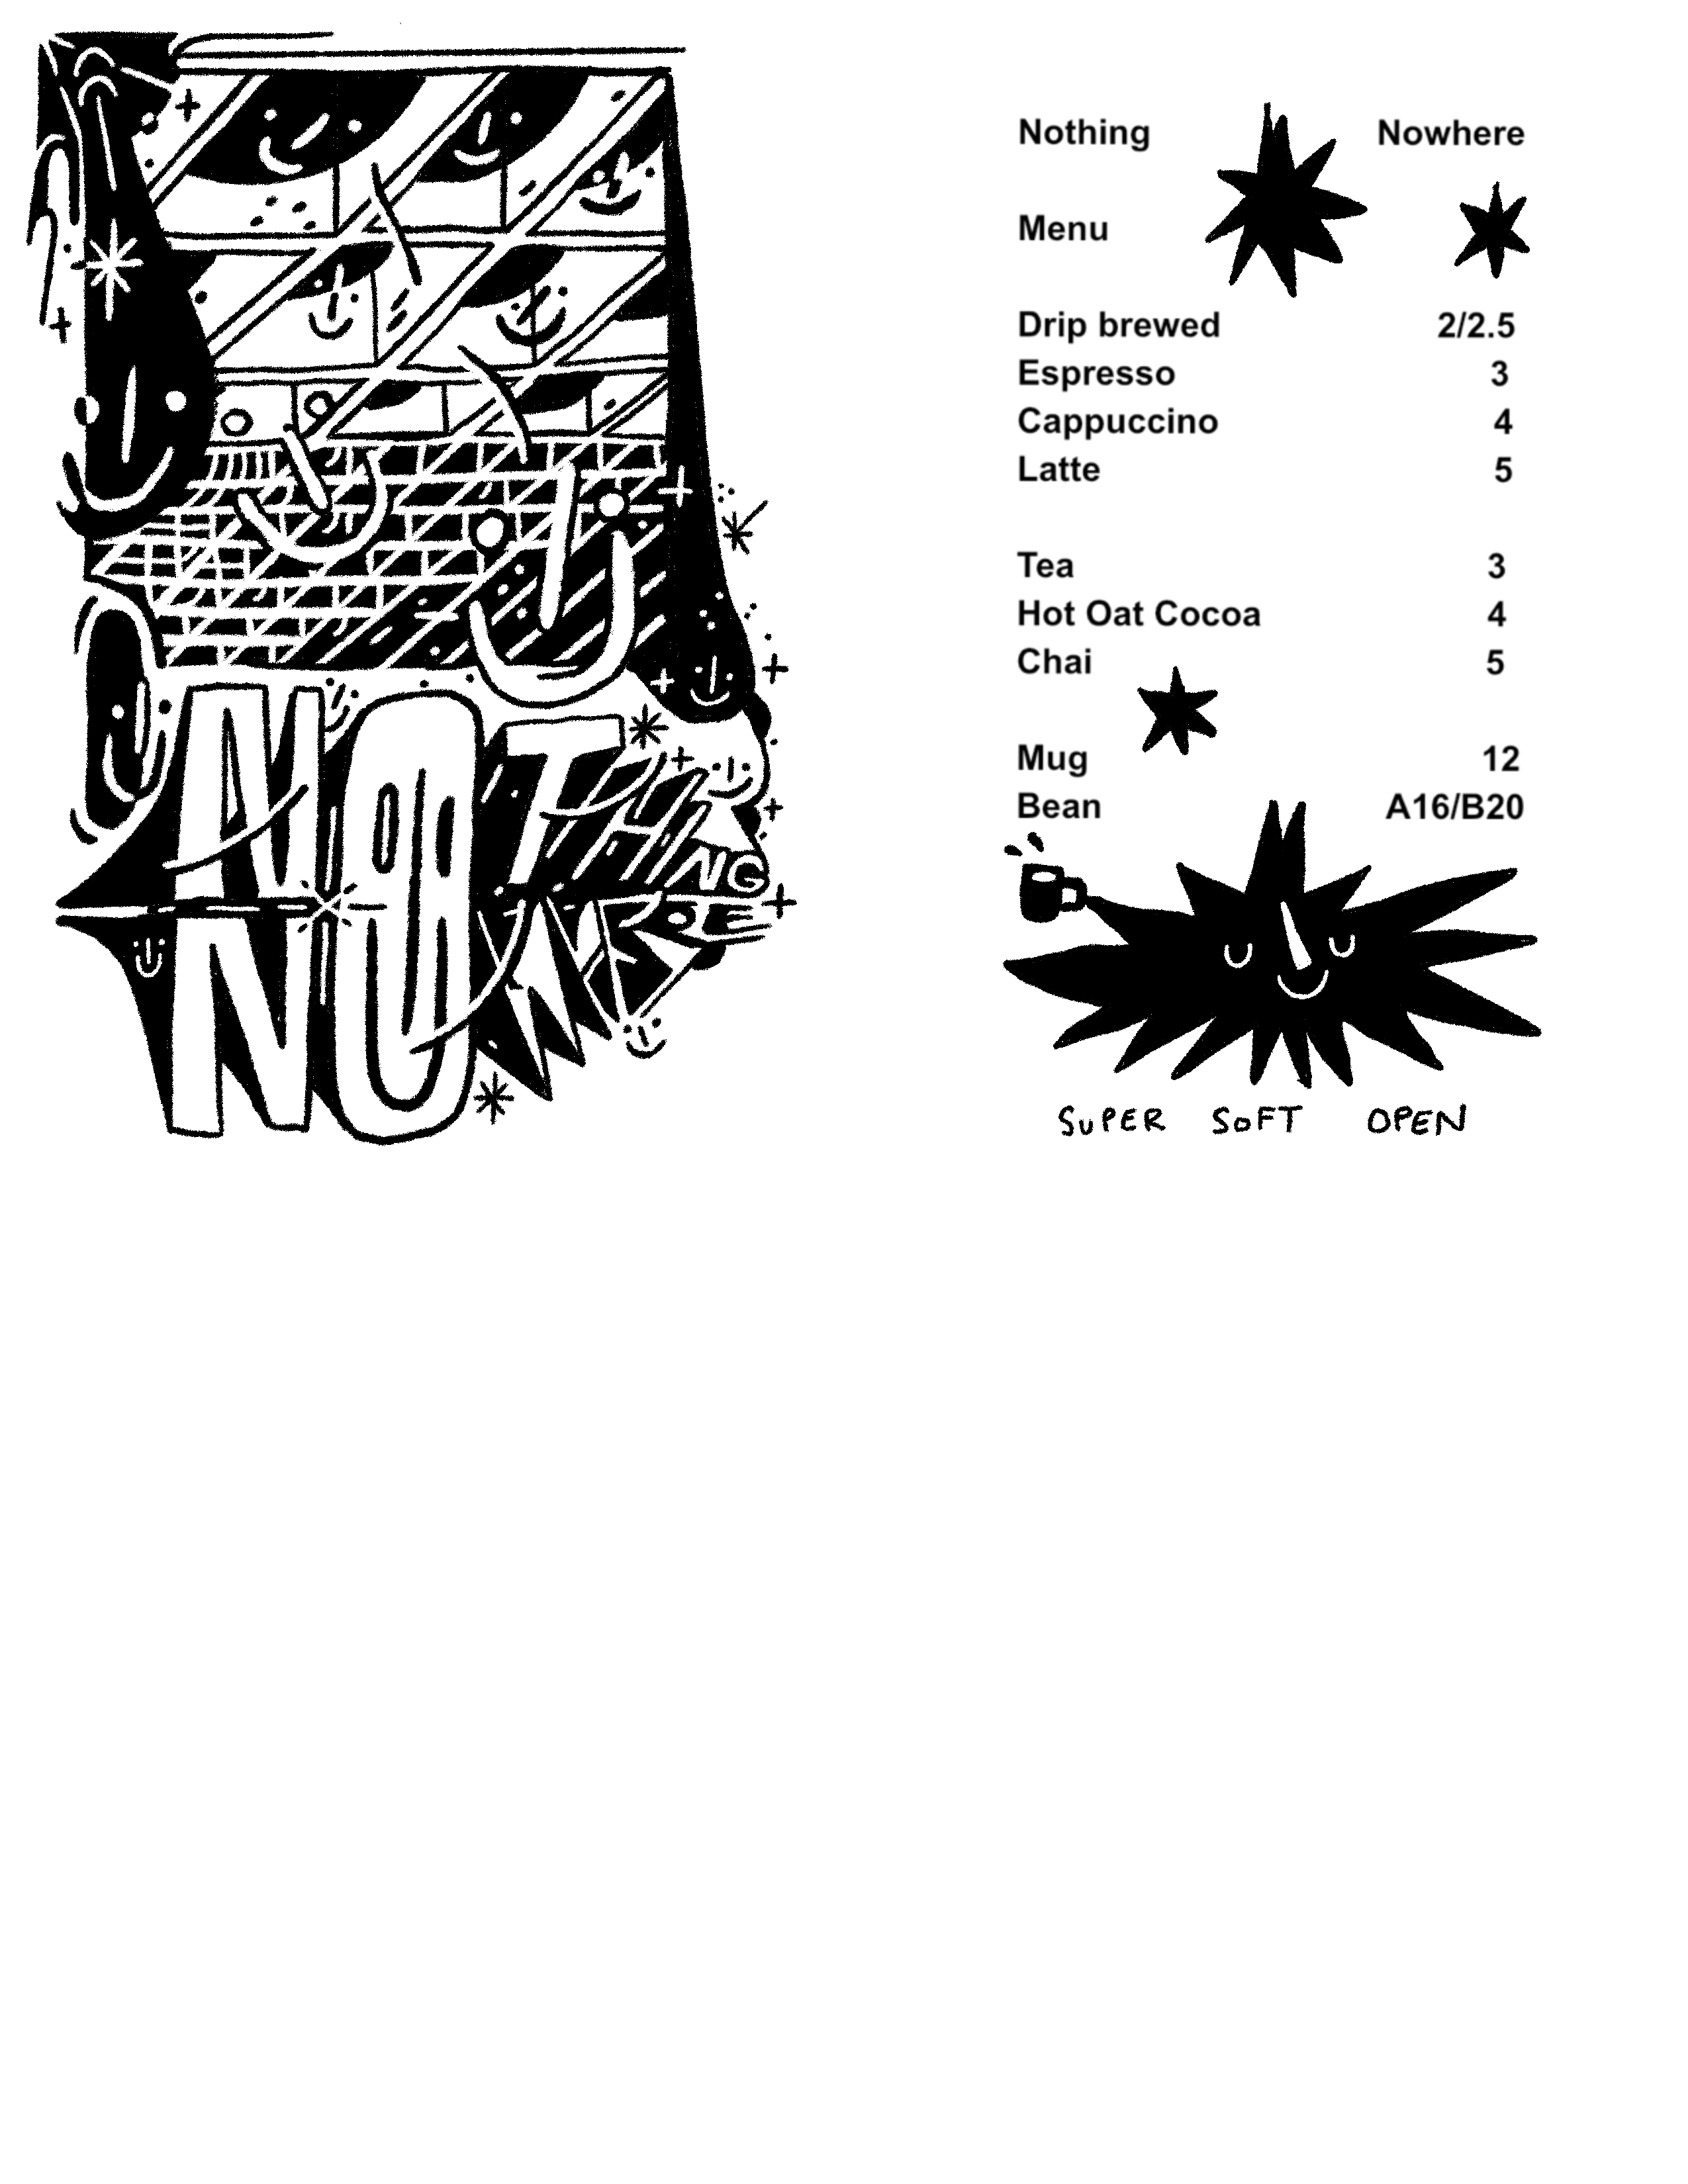 NOTHING
NOWHERE
Nothing Nowhere
Menu
Drip brewed 2/2.5
Espresso 3
Cappuccino 4
Latte 5
Tea 3
Hot Oat Cocoa 4
Chai 5
Mug 12
Bean A16/B20
SUPER SOFT OPEN